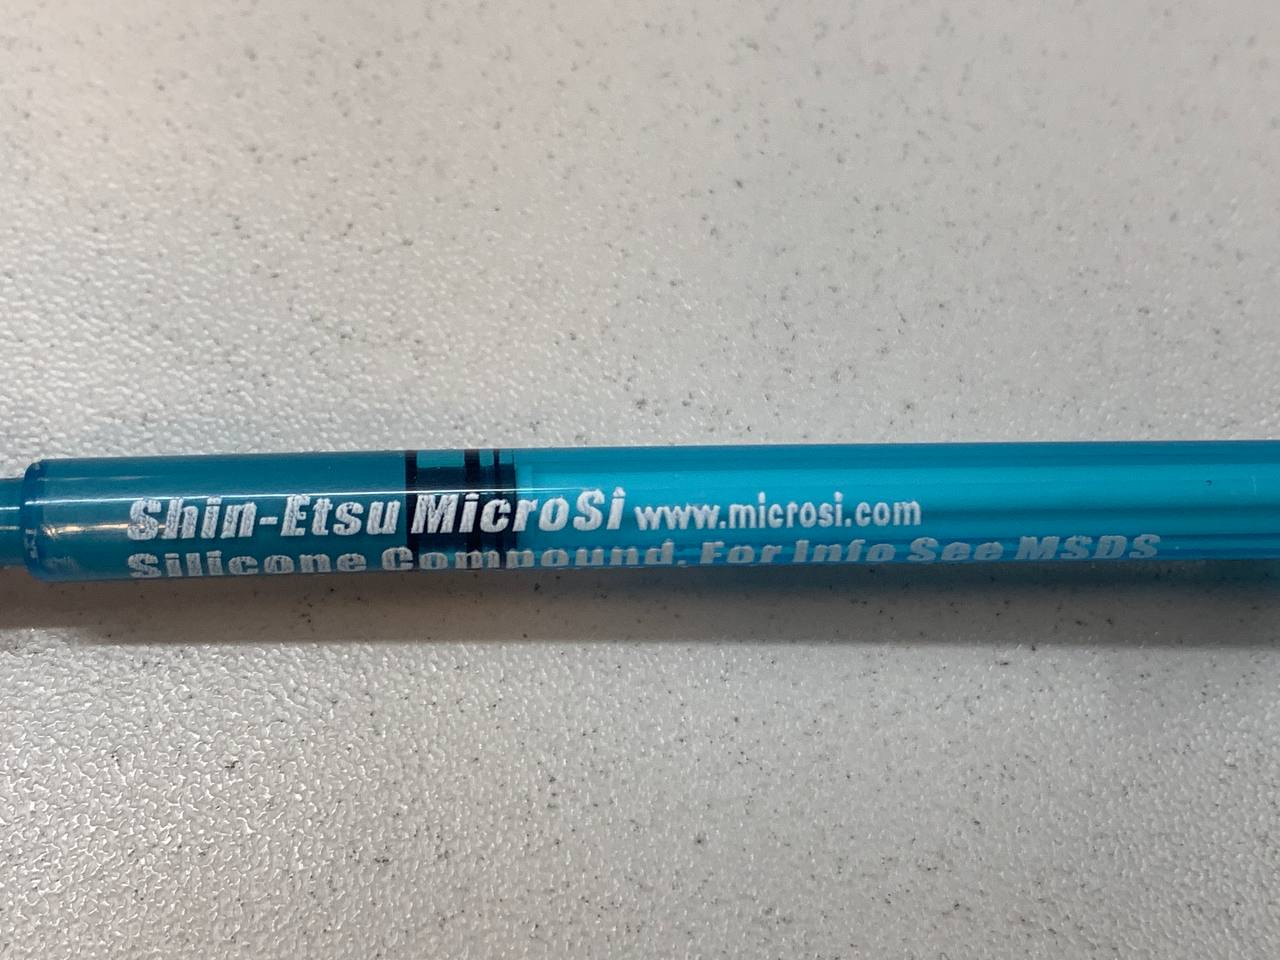 Shin-Etsu MicroSi www.microsi.com
Silicone Compound, For Info See MSDS